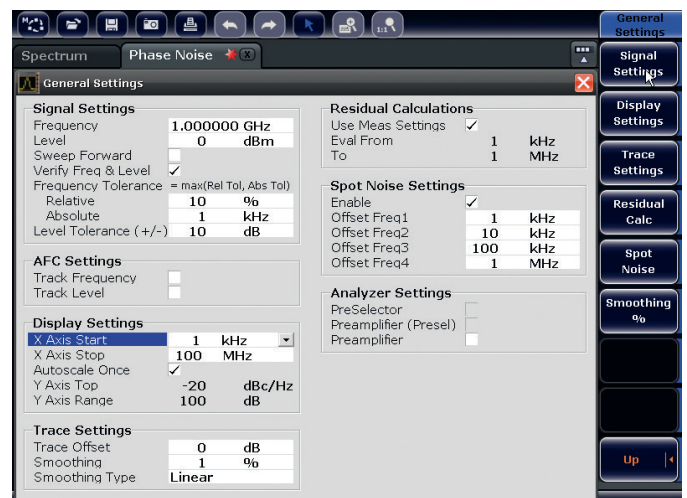 General Settings
Spectrum
Phase Noise
General Settings
Signal Settings
Frequency 1.000000 GHz
Level 0 dBm
Sweep Forward
Verify Freq & Level
Frequency Tolerance = max(Rel Tol, Abs Tol)
Relative 10 %
Absolute 1 kHz
Level Tolerance (+/-) 10 dB
AFC Settings
Track Frequency
Track Level
Display Settings
X Axis Start 1 kHz
X Axis Stop 100 MHz
Autoscale Once
Y Axis Top -20 dBc/Hz
Y Axis Range 100 dB
Trace Settings
Trace Offset 0 dB
Smoothing 1 %
Smoothing Type Linear
Residual Calculations
Use Meas Settings
Eval From 1 kHz
To 1 MHz
Spot Noise Settings
Enable
Offset Freq1 1 kHz
Offset Freq2 10 kHz
Offset Freq3 100 kHz
Offset Freq4 1 MHz
Analyzer Settings
PreSelector
Preamplifier (Presel)
Preamplifier
Signal
Settings
Display
Settings
Trace
Settings
Residual
Calc
Spot
Noise
Smoothing
%
Up
1:1